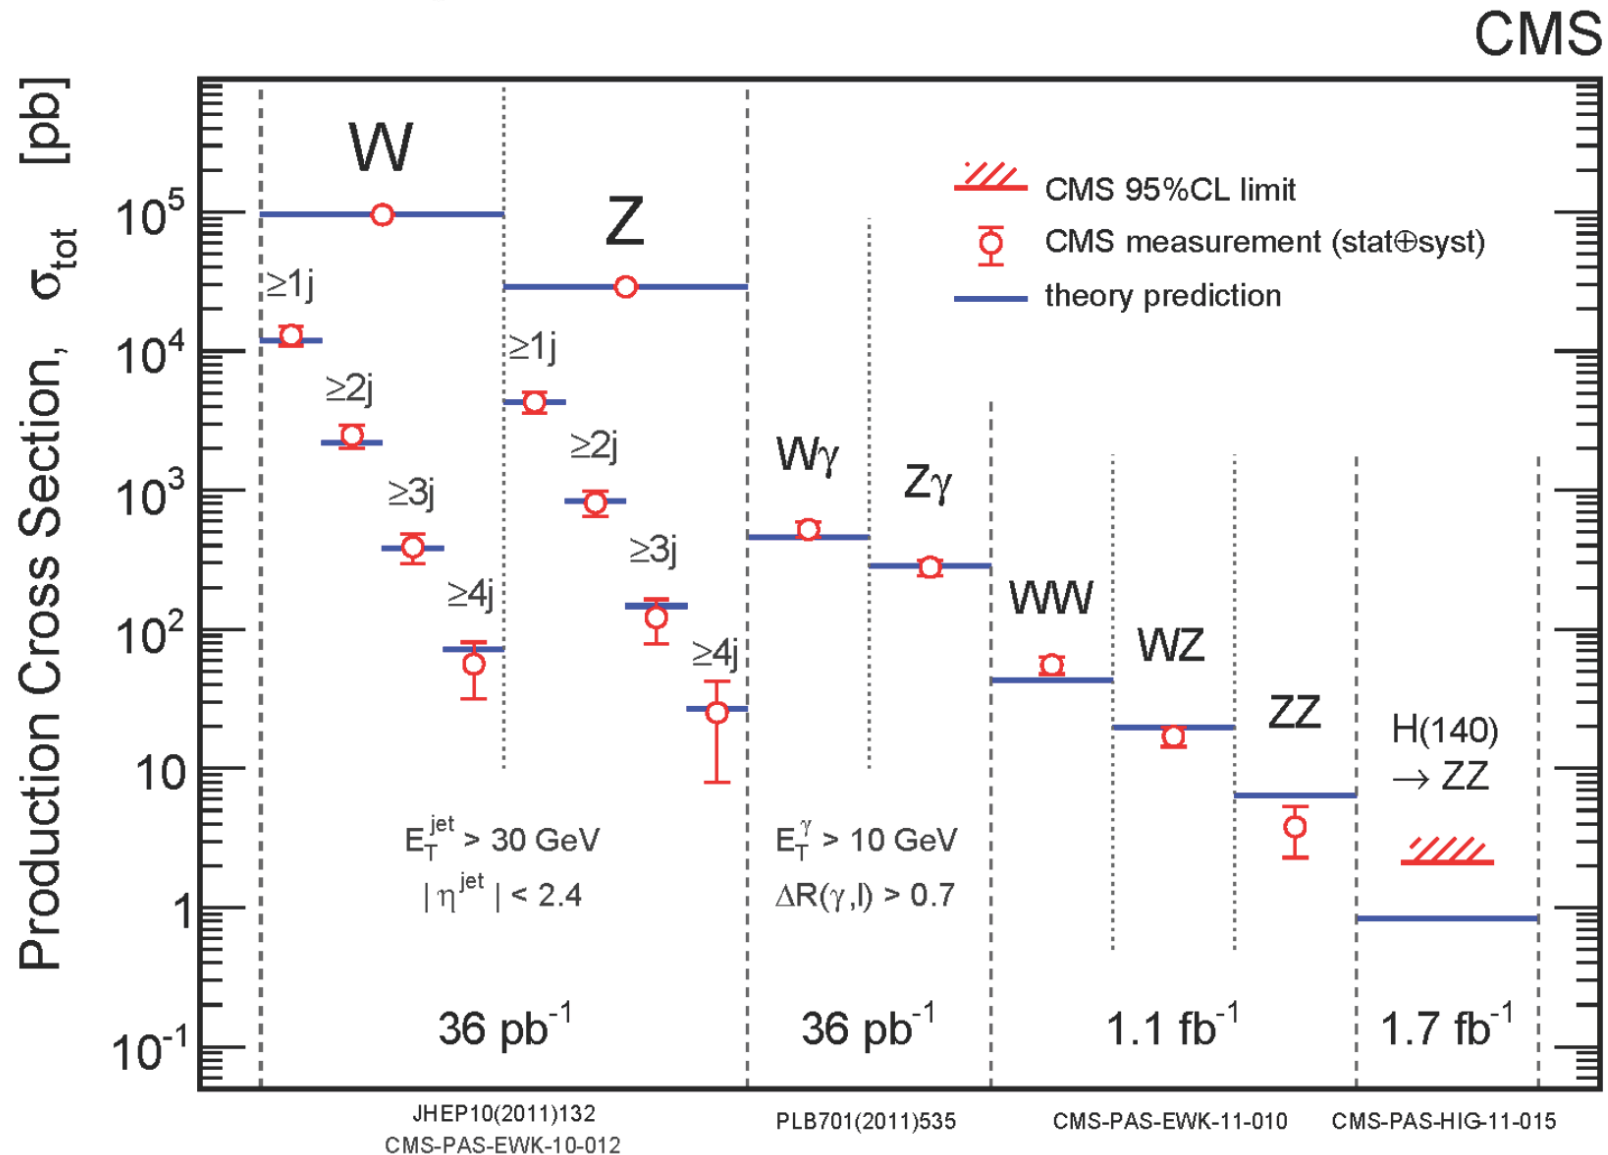 CMS
Production Cross Section, σ_tot [pb]
10^5
10^4
10^3
10^2
10
1
10^-1
W
≥1j
≥2j
≥3j
≥4j
Z
≥1j
≥2j
≥3j
≥4j
Wγ
Zγ
WW
WZ
ZZ
H(140)
→ ZZ
CMS 95%CL limit
CMS measurement (stat⊕syst)
theory prediction
E_T^jet > 30 GeV
| η^jet | < 2.4
E_T^γ > 10 GeV
ΔR(γ,l) > 0.7
36 pb^-1
36 pb^-1
1.1 fb^-1
1.7 fb^-1
JHEP10(2011)132
CMS-PAS-EWK-10-012
PLB701(2011)535
CMS-PAS-EWK-11-010
CMS-PAS-HIG-11-015